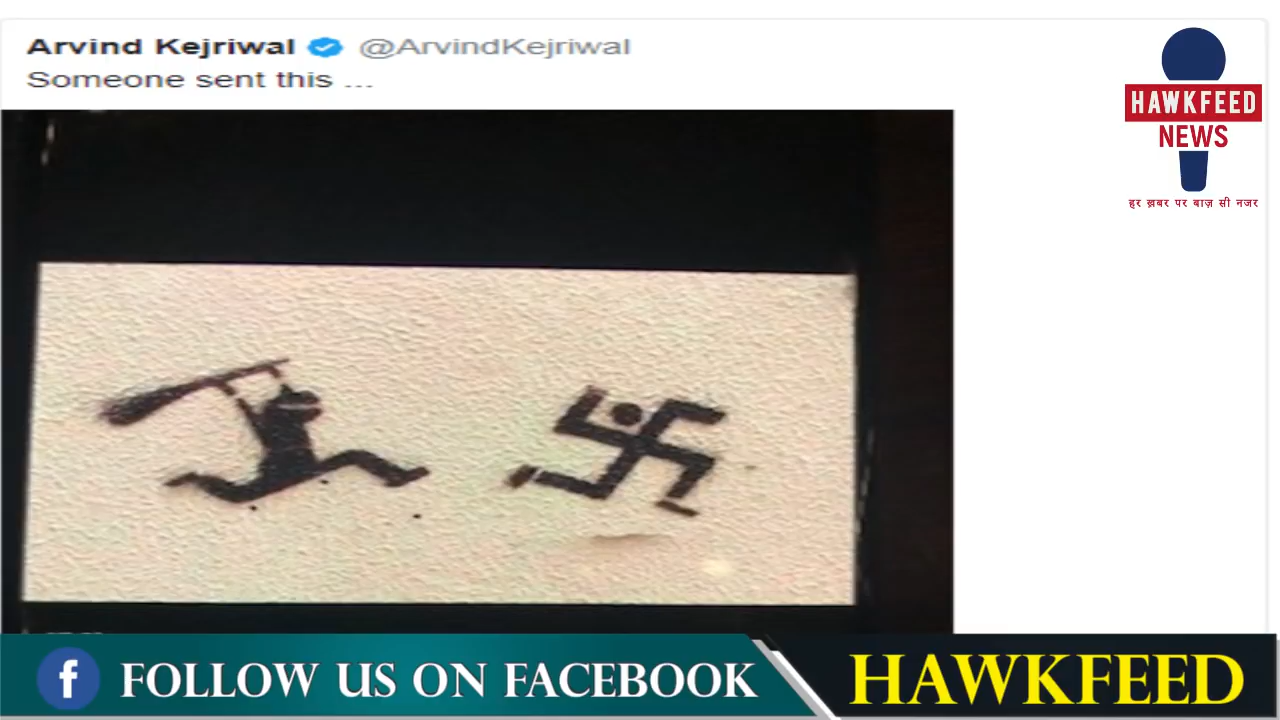 Arvind Kejriwal @ArvindKejriwal
Someone sent this ...
HAWKFEED
NEWS
हर ख़बर पर बाज़ सी नजर
f FOLLOW US ON FACEBOOK
HAWKFEED